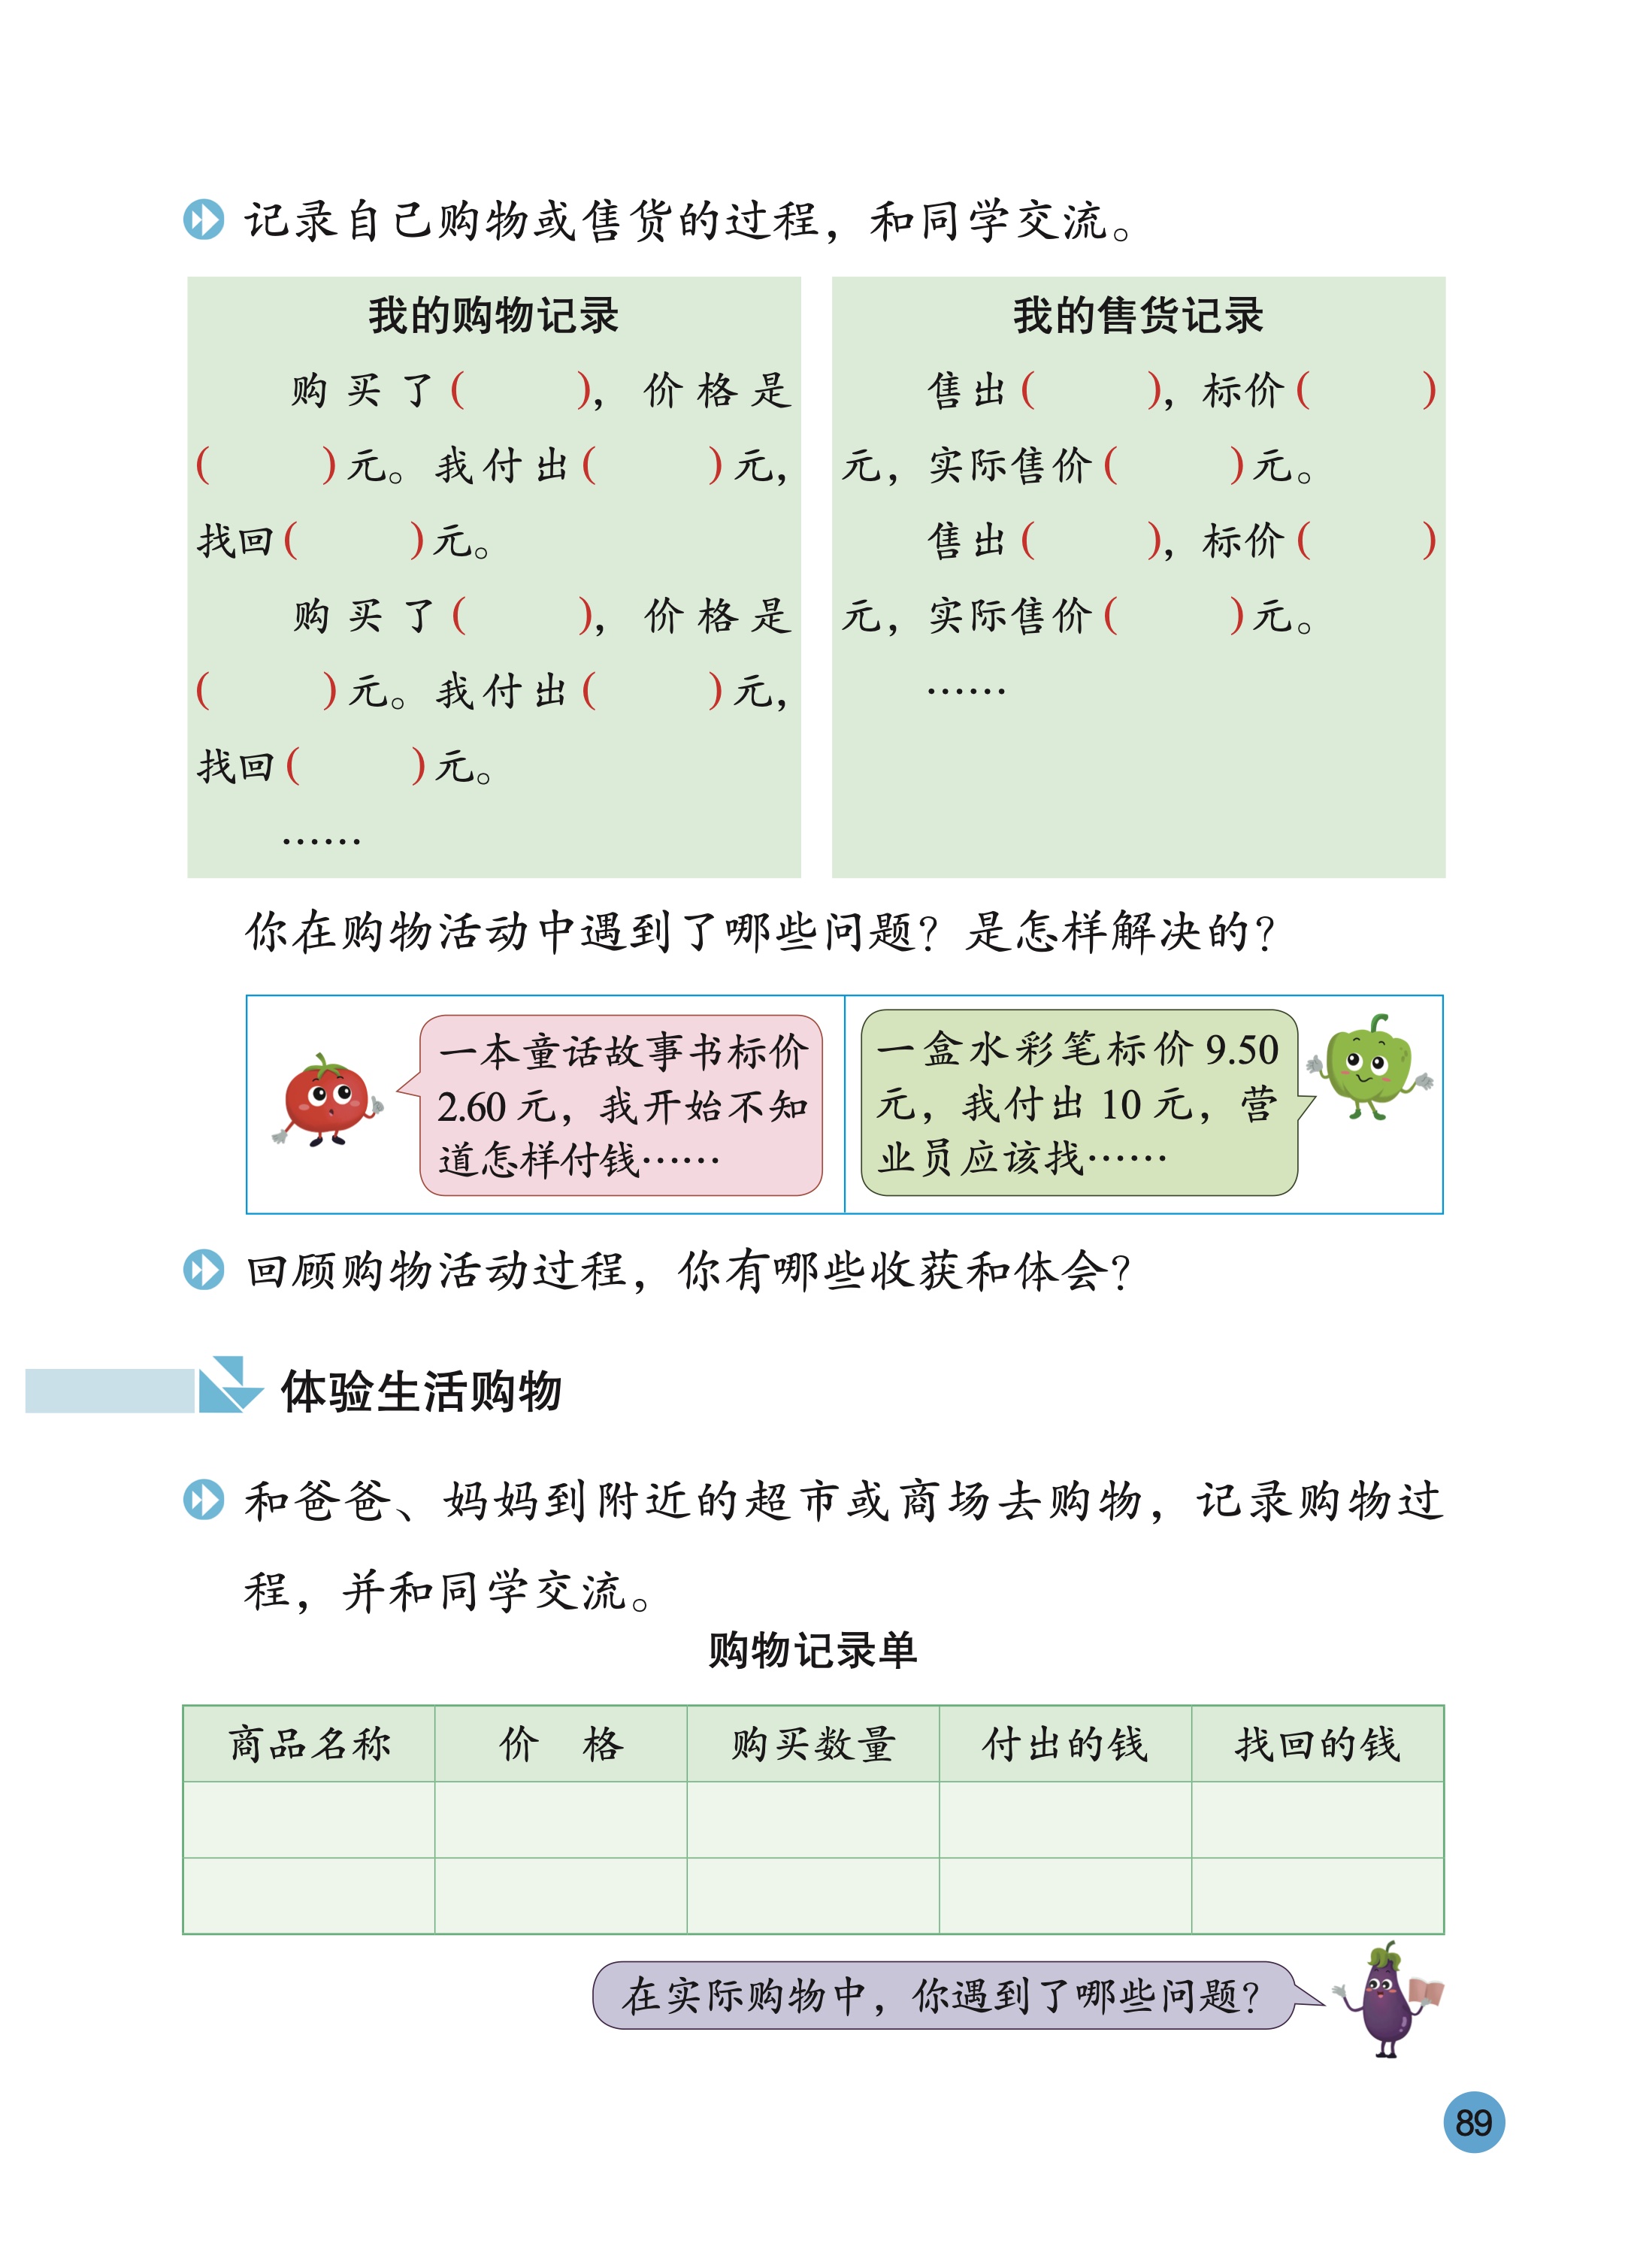 记录自己购物或售货的过程，和同学交流。
我的购物记录
购买了(　　)，价格是
(　　)元。我付出(　　)元，
找回(　　)元。
购买了(　　)，价格是
(　　)元。我付出(　　)元，
找回(　　)元。
……
我的售货记录
售出(　　)，标价(　　)
元，实际售价(　　)元。
售出(　　)，标价(　　)
元，实际售价(　　)元。
……
你在购物活动中遇到了哪些问题？是怎样解决的？
一本童话故事书标价
2.60 元，我开始不知
道怎样付钱……
一盒水彩笔标价 9.50
元，我付出 10 元，营
业员应该找……
回顾购物活动过程，你有哪些收获和体会？
体验生活购物
和爸爸、妈妈到附近的超市或商场去购物，记录购物过
程，并和同学交流。
购物记录单
商品名称　价　格　购买数量　付出的钱　找回的钱
在实际购物中，你遇到了哪些问题？
89